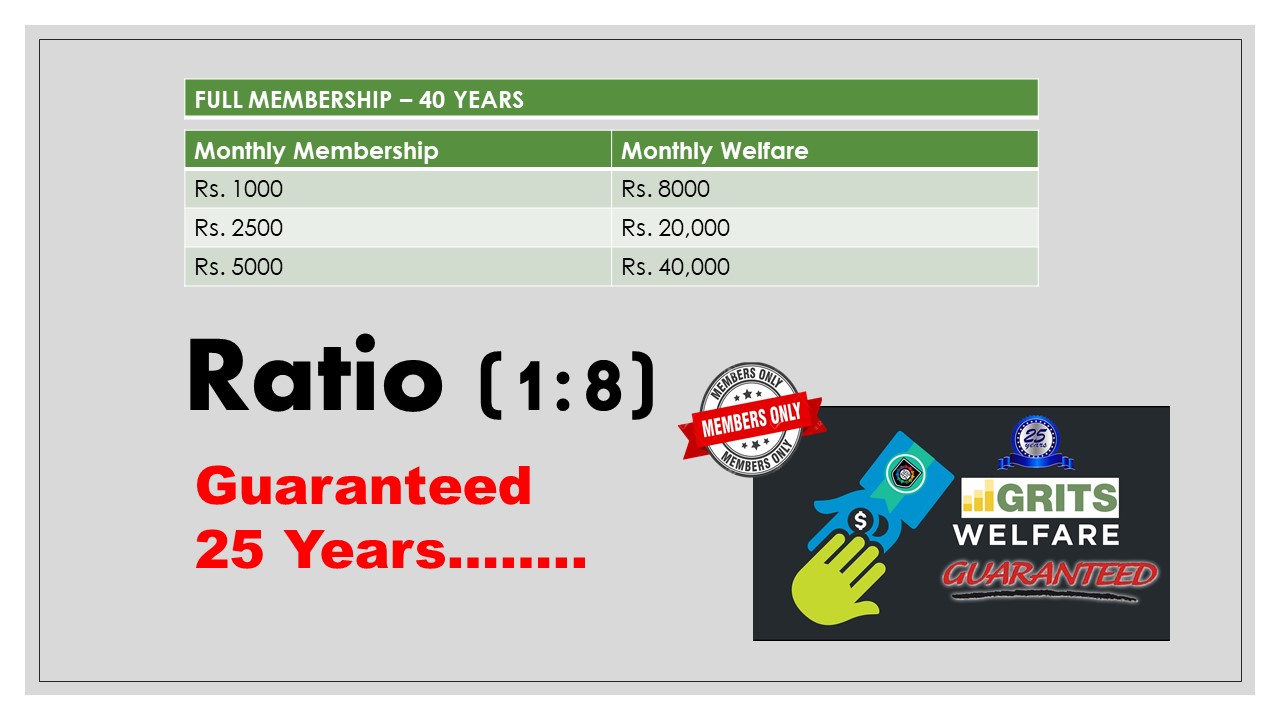 FULL MEMBERSHIP – 40 YEARS
Monthly Membership Monthly Welfare
Rs. 1000 Rs. 8000
Rs. 2500 Rs. 20,000
Rs. 5000 Rs. 40,000
Ratio (1:8)
Guaranteed
25 Years........
MEMBERS ONLY
MEMBERS ONLY
MEMBERS ONLY
25
years
$
GRITS
WELFARE
GUARANTEED